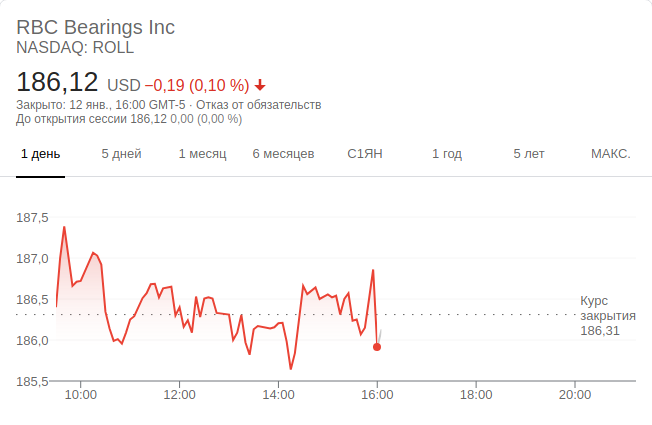 RBC Bearings Inc
NASDAQ: ROLL
186,12 USD −0,19 (0,10 %)
Закрыто: 12 янв., 16:00 GMT-5 · Отказ от обязательств
До открытия сессии 186,12 0,00 (0,00 %)
1 день 5 дней 1 месяц 6 месяцев С1ЯН 1 год 5 лет МАКС.
187,5
187,0
186,5
186,0
185,5
Курс
закрытия
186,31
10:00 12:00 14:00 16:00 18:00 20:00